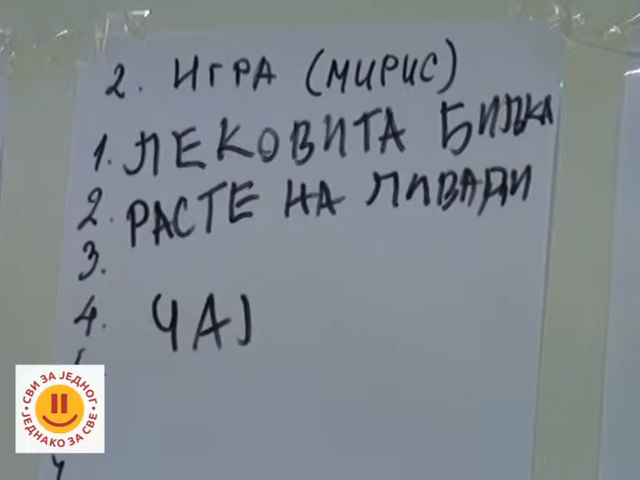 2. ИГРА (МИРИС)
1. ЛЕКОВИТА БИЉКА
2. РАСТЕ НА ЛИВАДИ
3.
4. ЧАЈ
СВИ ЗА ЈЕДНОГ
ЈЕДНАКО ЗА СВЕ